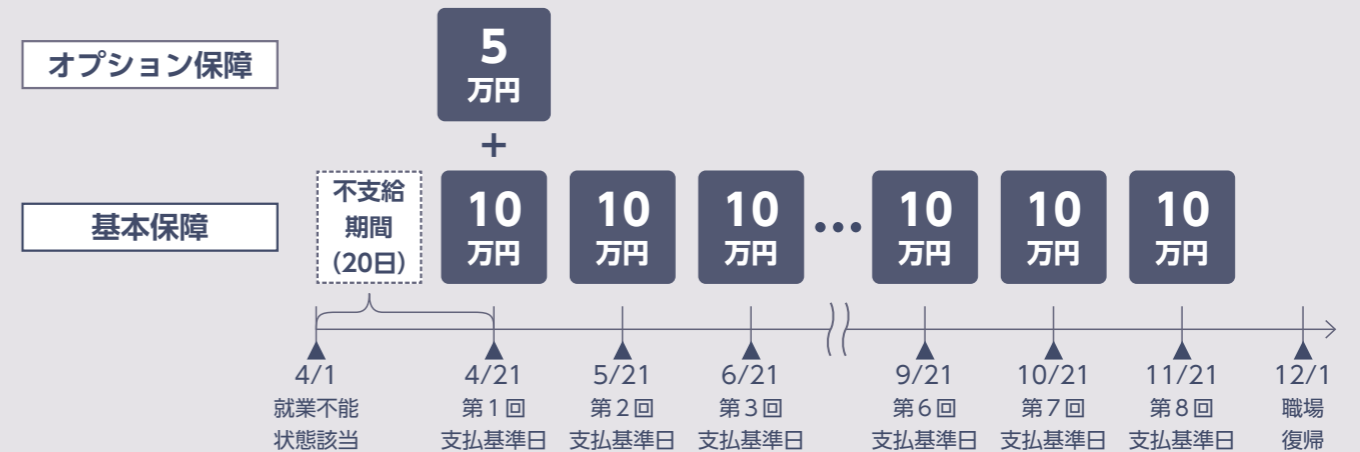 オプション保障
5
万円
+
基本保障
不支給
期間
(20日)
10
万円
10
万円
10
万円
•••
10
万円
10
万円
10
万円
4/1
就業不能
状態該当
4/21
第1回
支払基準日
5/21
第2回
支払基準日
6/21
第3回
支払基準日
9/21
第6回
支払基準日
10/21
第7回
支払基準日
11/21
第8回
支払基準日
12/1
職場
復帰